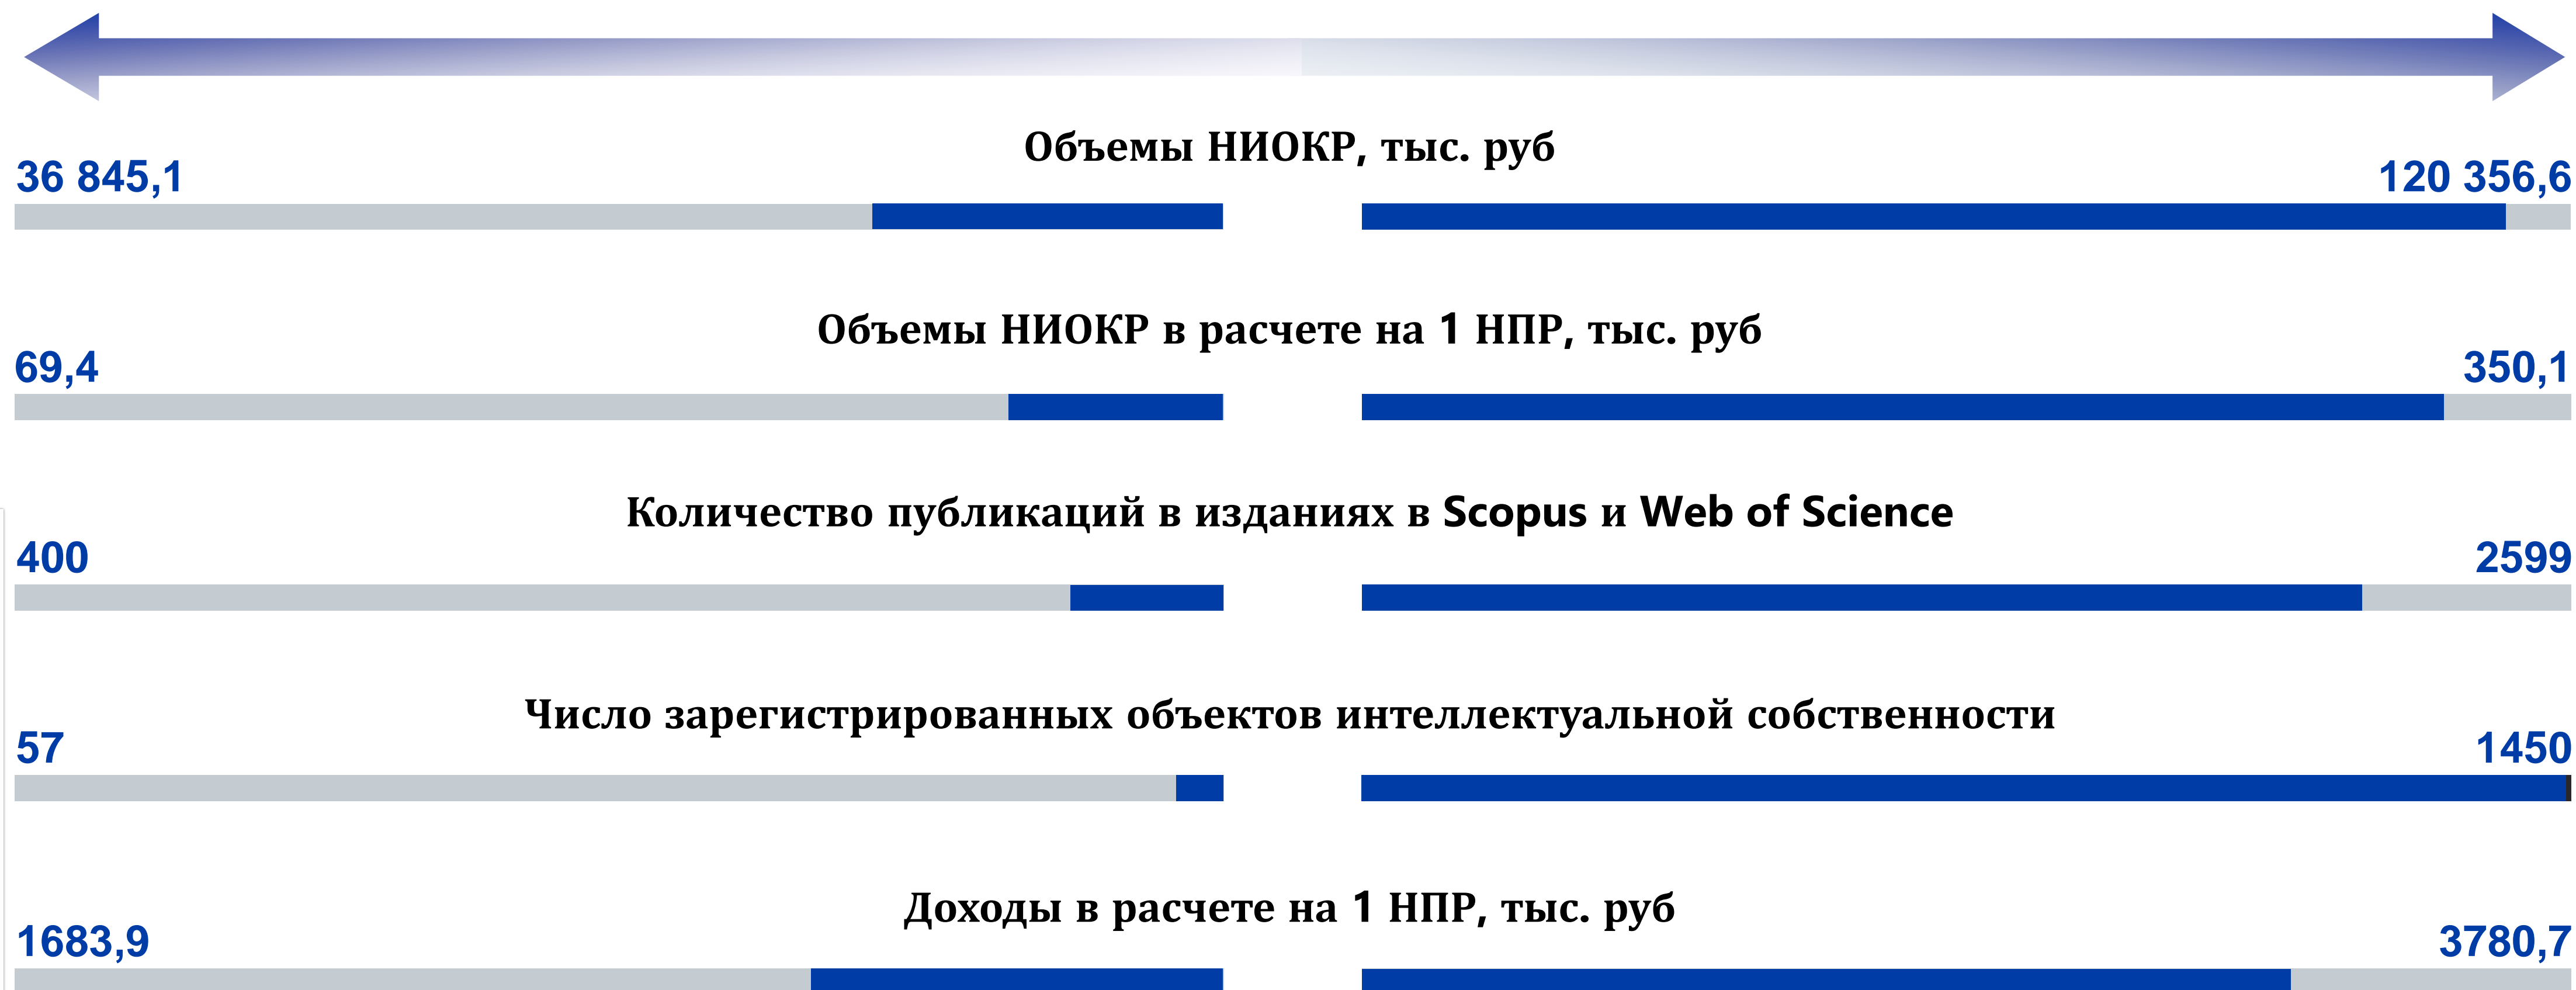 Объемы НИОКР, тыс. руб
36 845,1
120 356,6
Объемы НИОКР в расчете на 1 НПР, тыс. руб
69,4
350,1
Количество публикаций в изданиях в Scopus и Web of Science
400
2599
Число зарегистрированных объектов интеллектуальной собственности
57
1450
Доходы в расчете на 1 НПР, тыс. руб
1683,9
3780,7